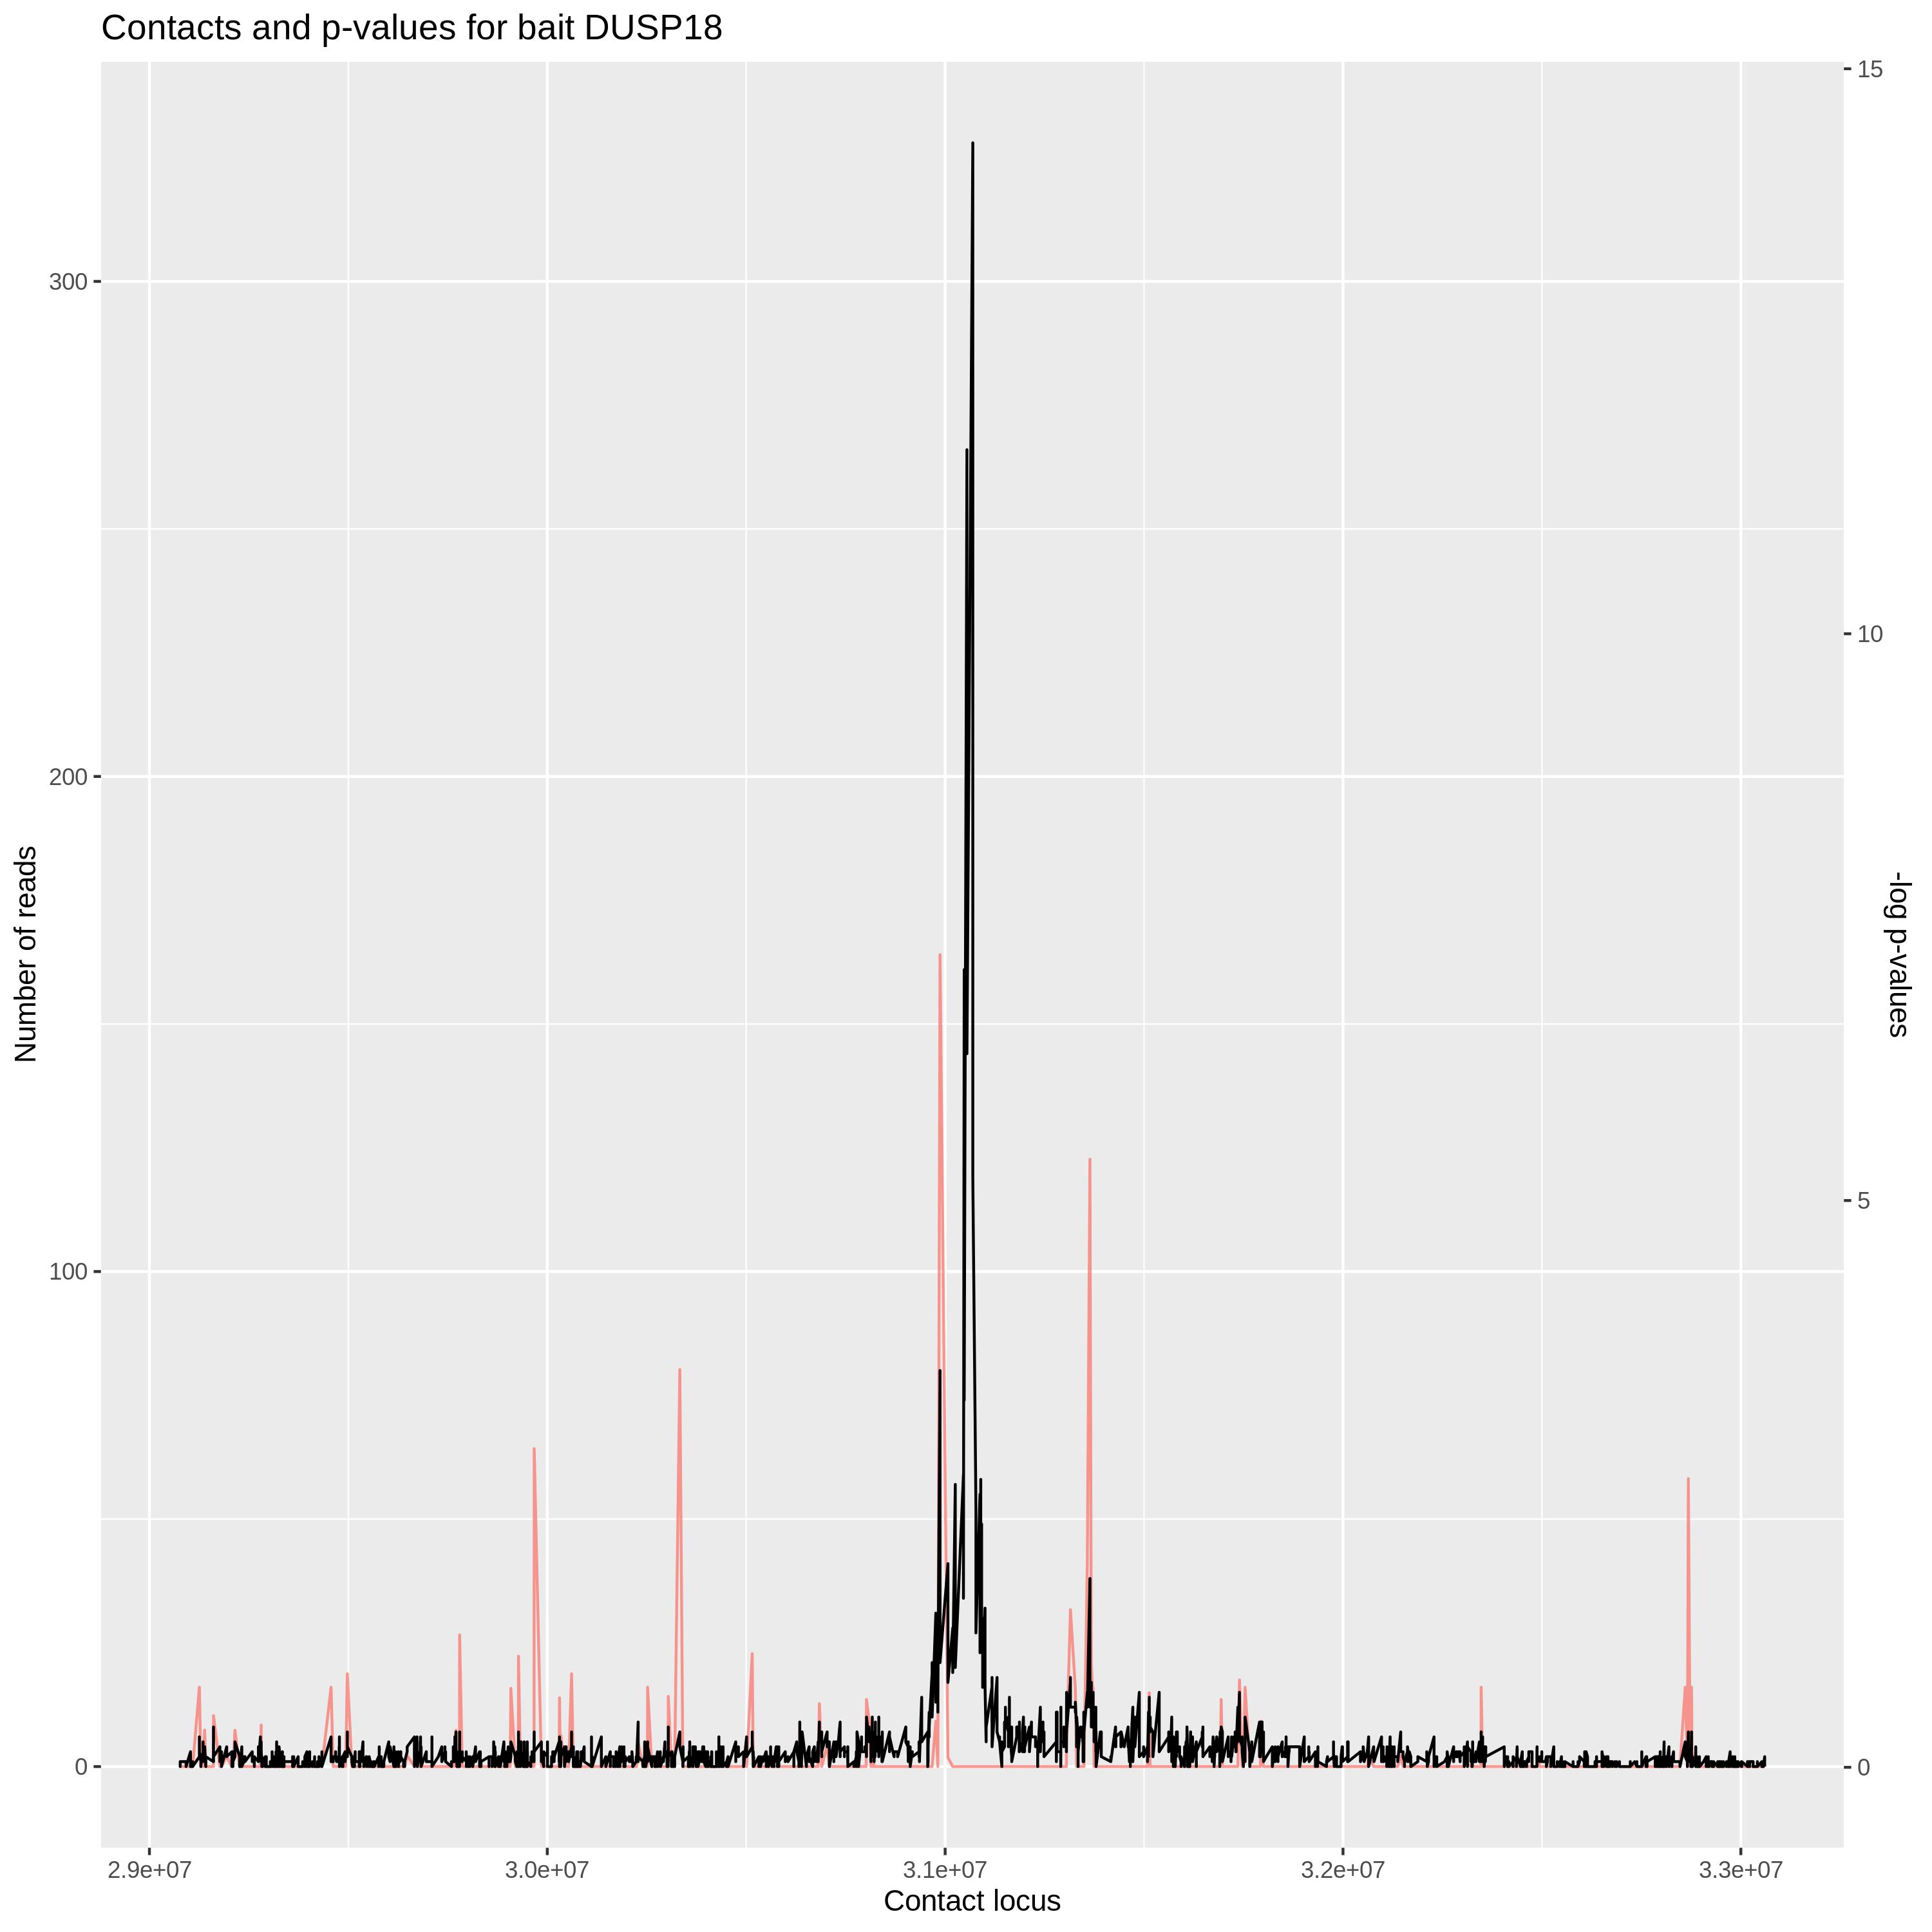 Contacts and p-values for bait DUSP18
15
300
10
200
Number of reads
-log p-values
5
100
0
0
2.9e+07
3.0e+07
3.1e+07
3.2e+07
3.3e+07
Contact locus